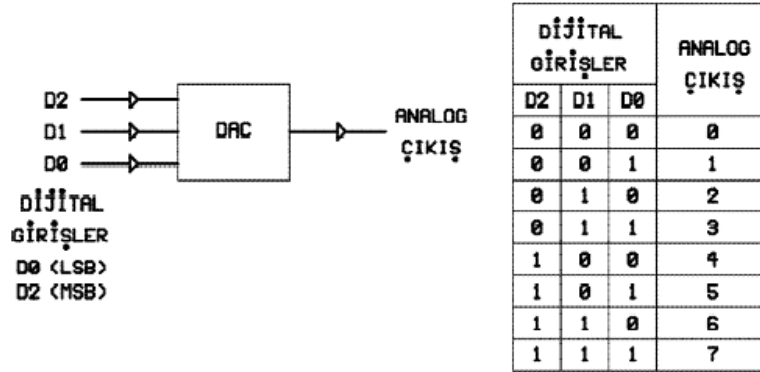 D2
D1
D0
DAC
ANALOG
ÇIKIŞ
DİJİTAL
GİRİŞLER
D0 (LSB)
D2 (MSB)
DİJİTAL
GİRİŞLER
ANALOG
ÇIKIŞ
D2 D1 D0
0 0 0 0
0 0 1 1
0 1 0 2
0 1 1 3
1 0 0 4
1 0 1 5
1 1 0 6
1 1 1 7